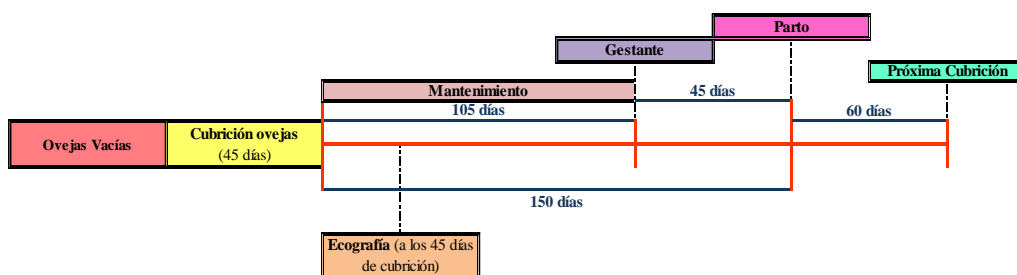 Parto
Gestante
Próxima Cubrición
Mantenimiento
45 días
105 días
60 días
Ovejas Vacías
Cubrición ovejas
(45 días)
150 días
Ecografía (a los 45 días
de cubrición)